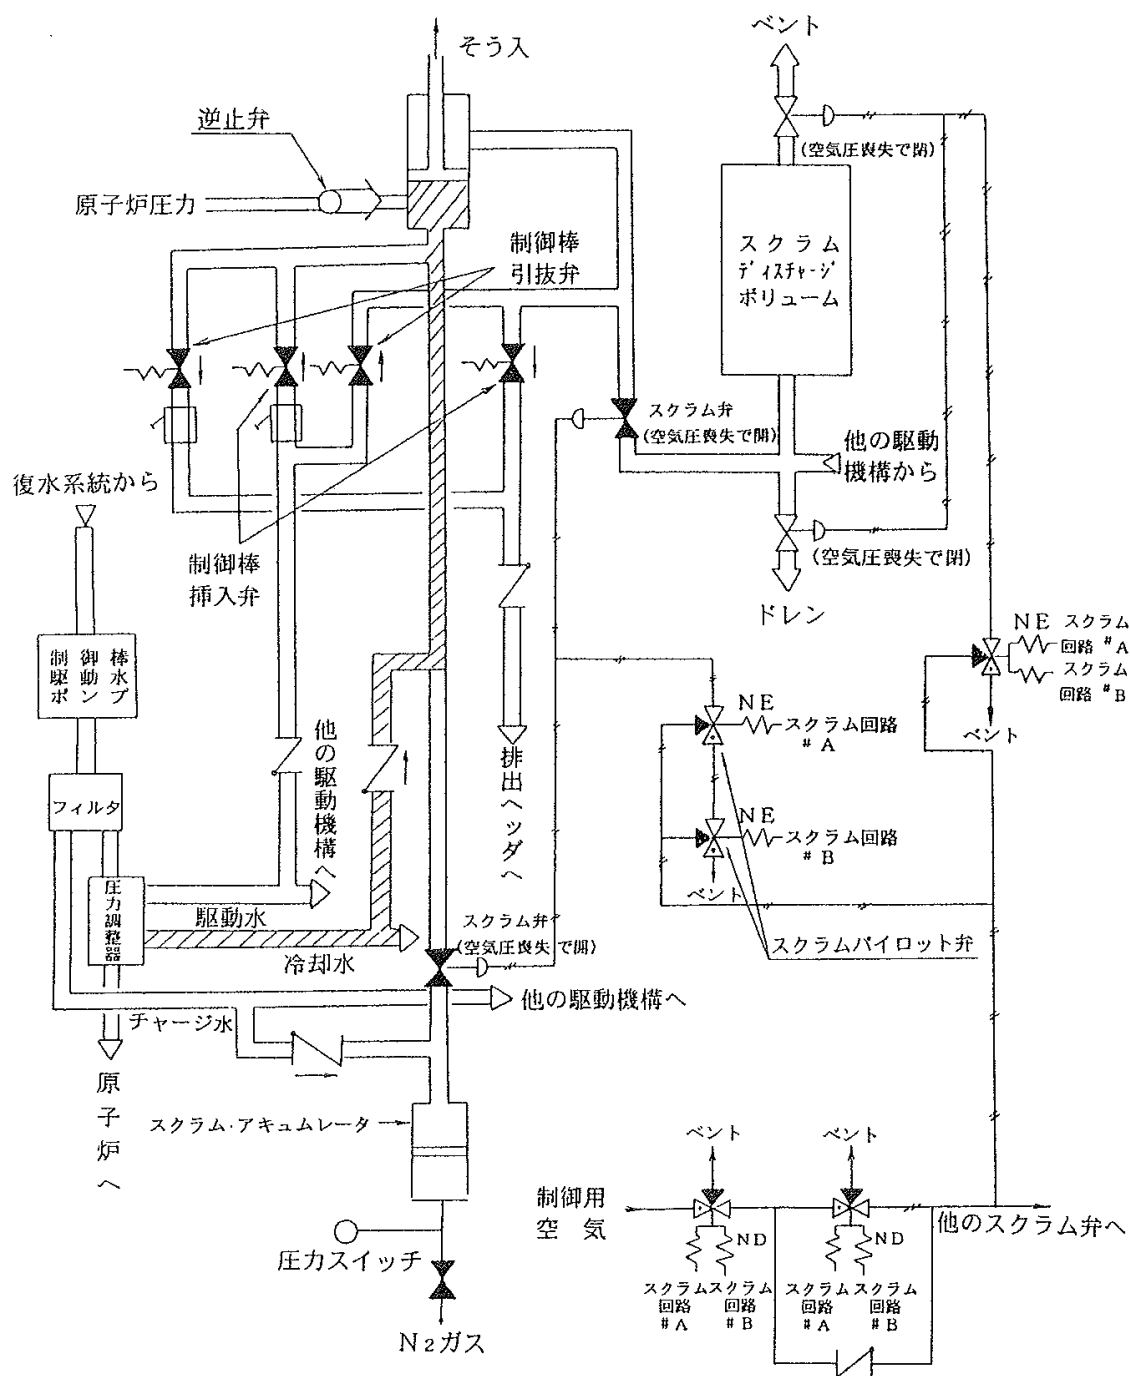 ベント
そう入
逆止弁
原子炉圧力
(空気圧喪失で閉)
スクラム
ディスチャージ
ボリューム
制御棒
引抜弁
スクラム弁
(空気圧喪失で開)
他の駆動
機構から
復水系統から
制御棒
挿入弁
(空気圧喪失で閉)
ドレン
制御棒
駆動水
ポンプ
NE スクラム
回路 #A
スクラム
回路 #B
ベント
NE
スクラム回路
#A
NE
スクラム回路
#B
ベント
スクラムパイロット弁
フィルタ
他の駆動機構へ
排出ヘッダへ
圧力調整器
駆動水
冷却水
スクラム弁
(空気圧喪失で開)
他の駆動機構へ
チャージ水
原子炉へ
スクラム・アキュムレータ
圧力スイッチ
N2ガス
ベント
ベント
制御用
空気
他のスクラム弁へ
ND
ND
スクラム
回路
#A
スクラム
回路
#B
スクラム
回路
#A
スクラム
回路
#B